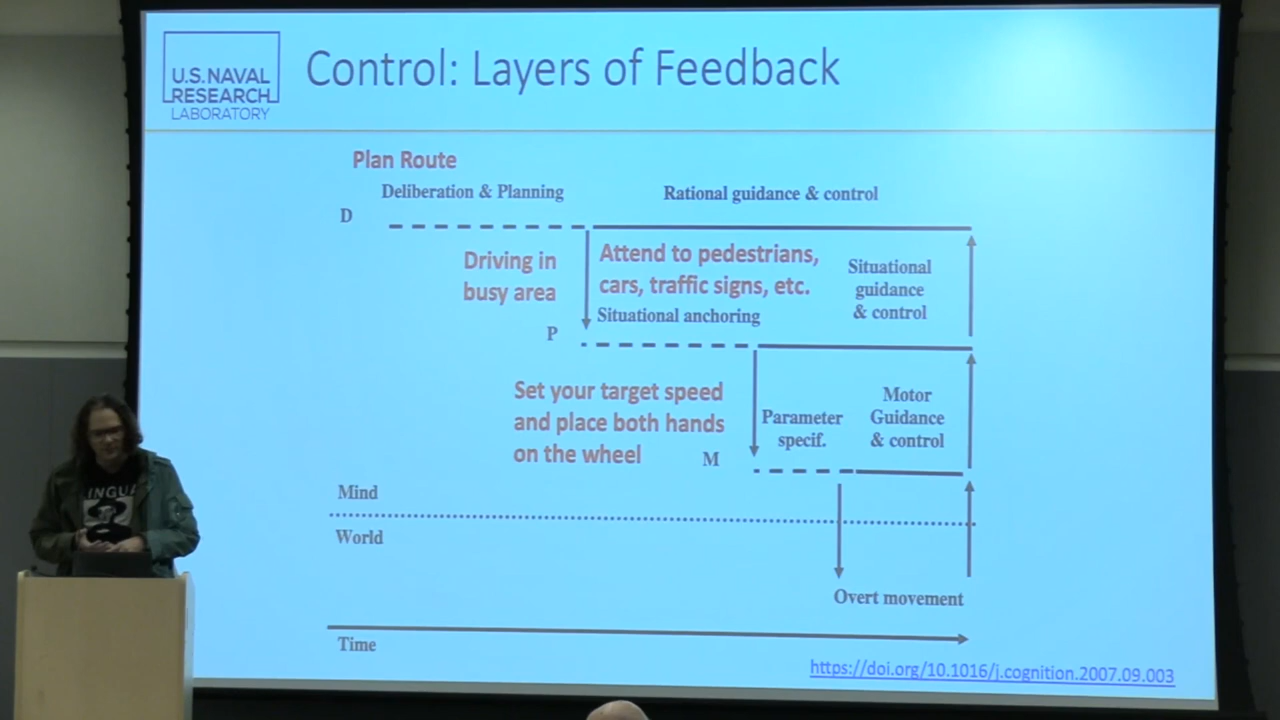 U.S. NAVAL
RESEARCH
LABORATORY
Control: Layers of Feedback
Plan Route
Deliberation & Planning
Rational guidance & control
D
Driving in
busy area
Attend to pedestrians,
cars, traffic signs, etc.
Situational anchoring
Situational
guidance
& control
P
Set your target speed
and place both hands
on the wheel
Parameter
specif.
Motor
Guidance
& control
M
Mind
World
Overt movement
Time
https://doi.org/10.1016/j.cognition.2007.09.003
INGUA